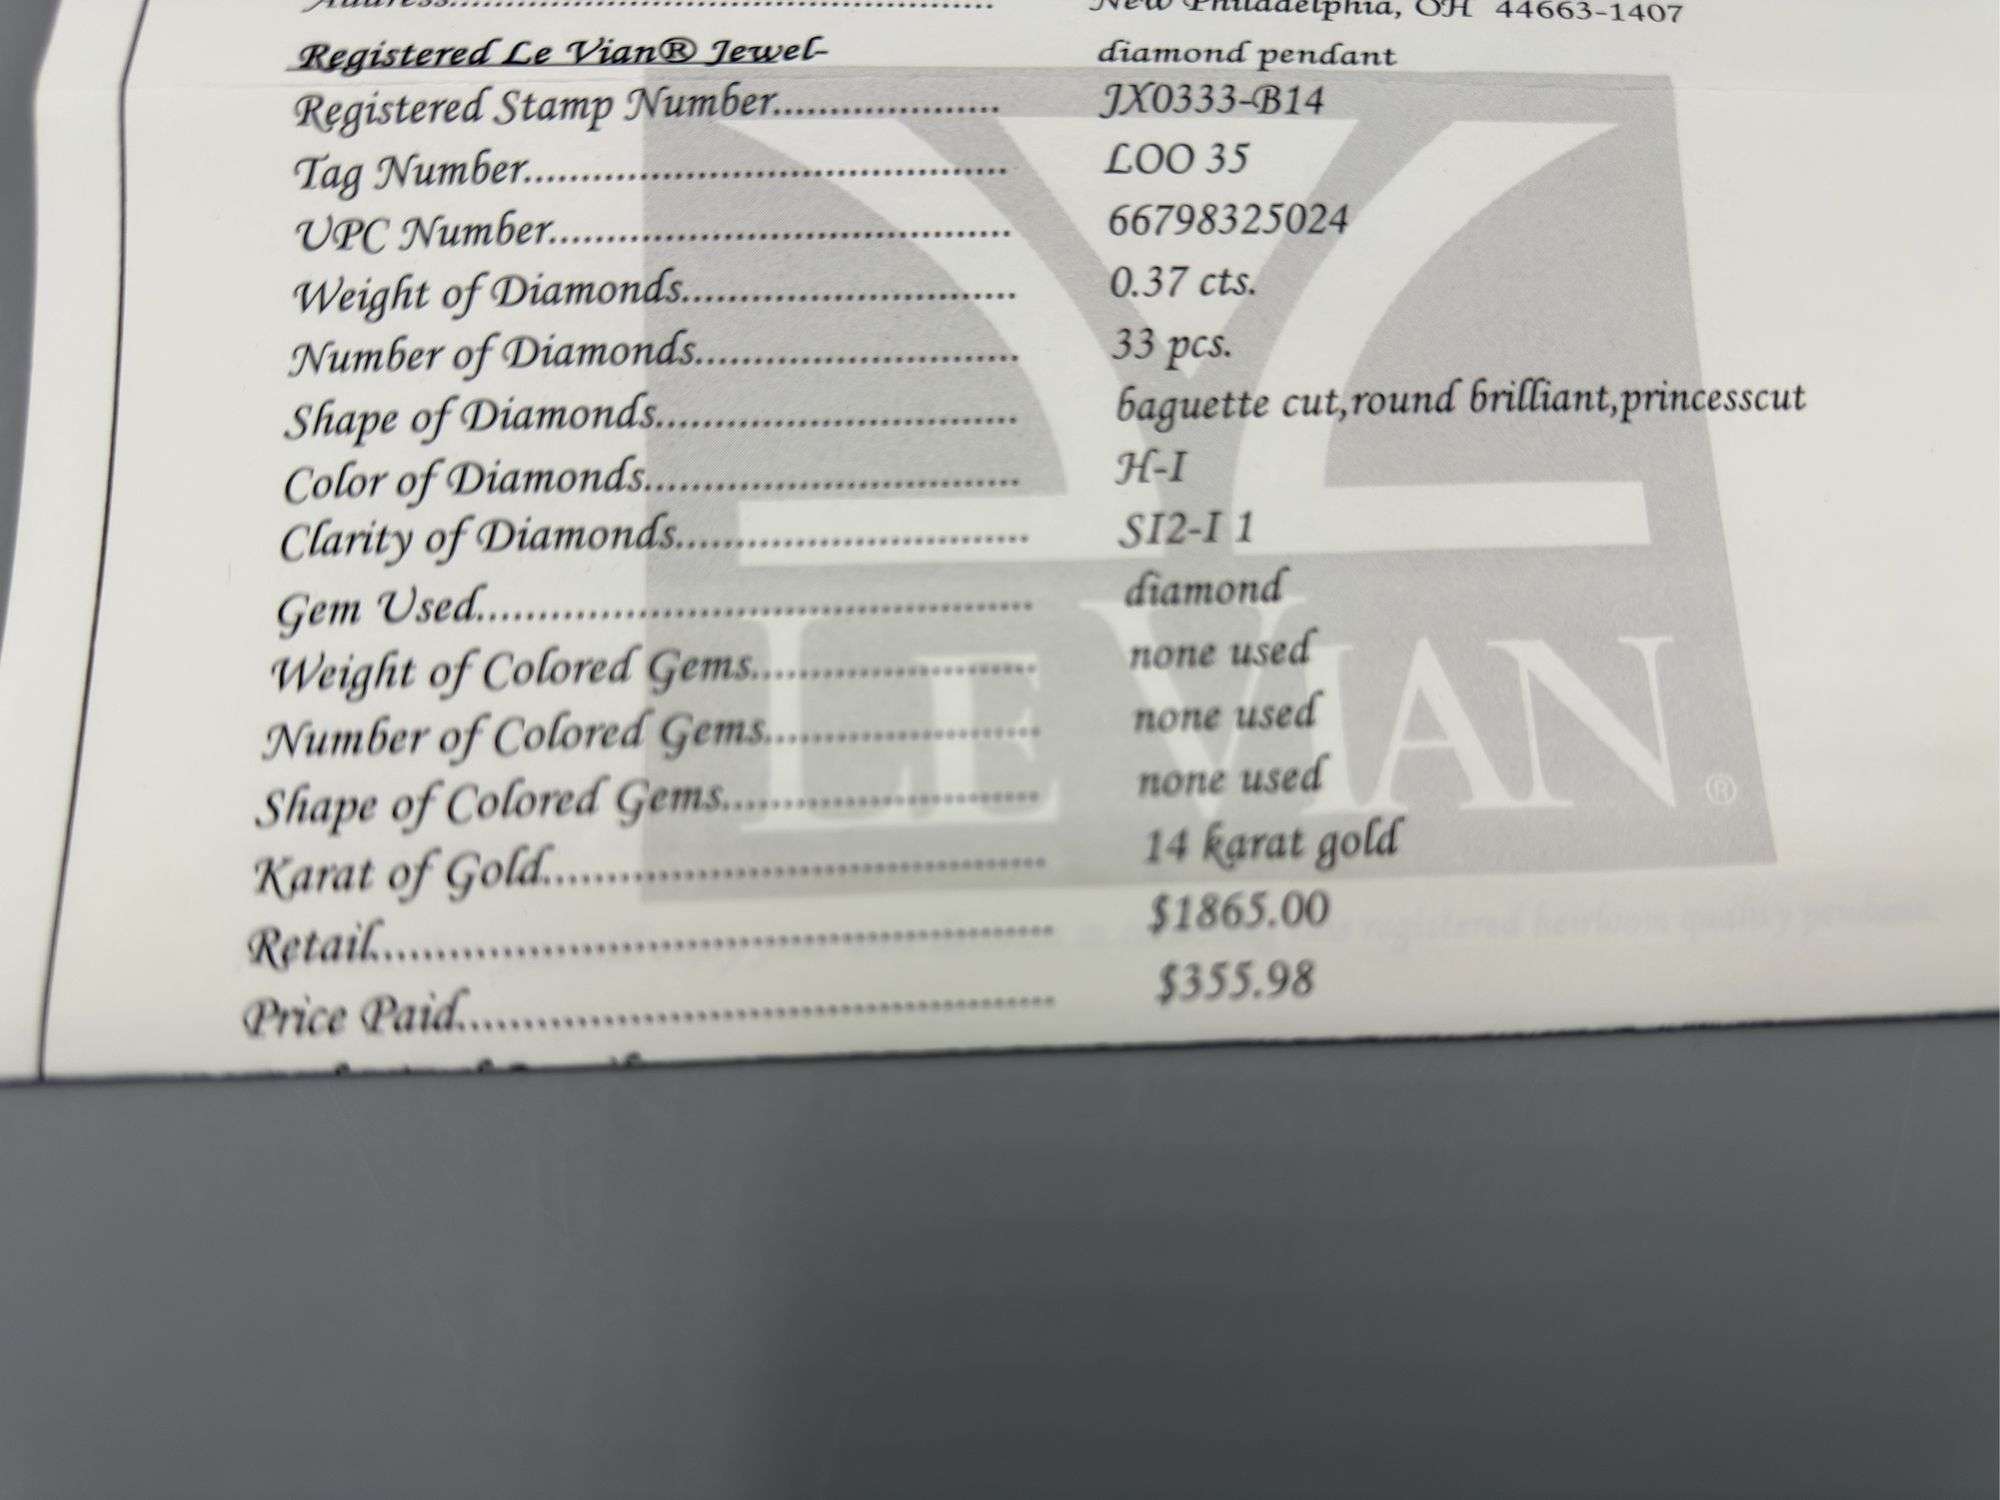 Address..............................
New Philadelphia, OH 44663-1407
Registered Le Vian® Jewel- diamond pendant
Registered Stamp Number.................... JX0333-B14
Tag Number.......................................... LOO 35
UPC Number........................................ 66798325024
Weight of Diamonds............................. 0.37 cts.
Number of Diamonds............................ 33 pcs.
Shape of Diamonds............................... baguette cut,round brilliant,princesscut
Color of Diamonds................................ H-I
Clarity of Diamonds.............................. SI2-I 1
Gem Used................................................ diamond
Weight of Colored Gems......................... none used
Number of Colored Gems........................ none used
Shape of Colored Gems........................... none used
Karat of Gold........................................... 14 karat gold
Retail.......................................................... $1865.00
Price Paid.................................................. $355.98
LE VIAN ®
registered heirloom quality